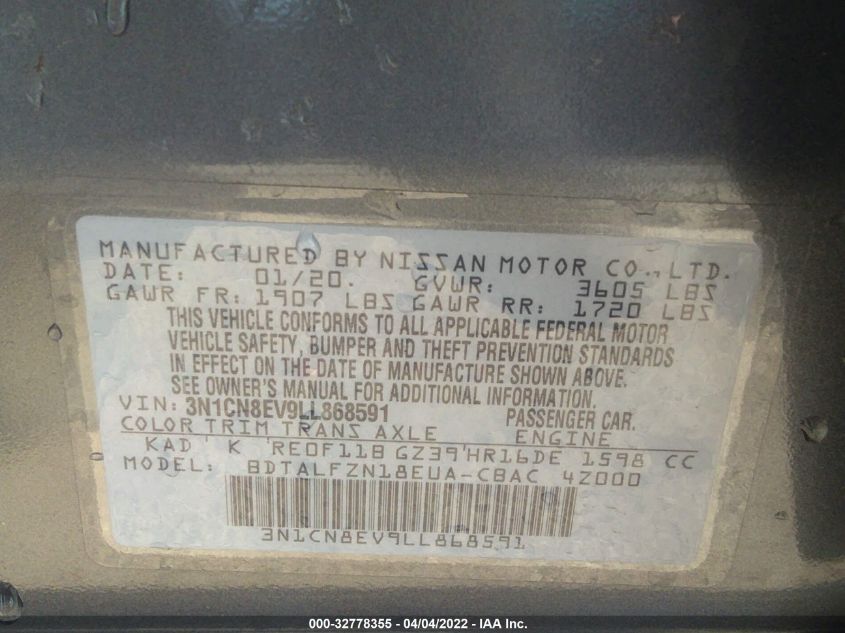 MANUFACTURED BY NISSAN MOTOR CO., LTD.
DATE: 01/20. GVWR: 3605 LBS
GAWR FR: 1907 LBS GAWR RR: 1720 LBS
THIS VEHICLE CONFORMS TO ALL APPLICABLE FEDERAL MOTOR
VEHICLE SAFETY, BUMPER AND THEFT PREVENTION STANDARDS
IN EFFECT ON THE DATE OF MANUFACTURE SHOWN ABOVE.
SEE OWNER'S MANUAL FOR ADDITIONAL INFORMATION.
VIN: 3N1CN8EV9LL868591 PASSENGER CAR.
COLOR TRIM TRANS AXLE ENGINE
KAD ' K 'RE0F11B GZ39'HR16DE 1598 CC
MODEL: BDTALFZN18EUA-CBAC 4Z000
3N1CN8EV9LL868591
000-32778355 - 04/04/2022 - IAA Inc.